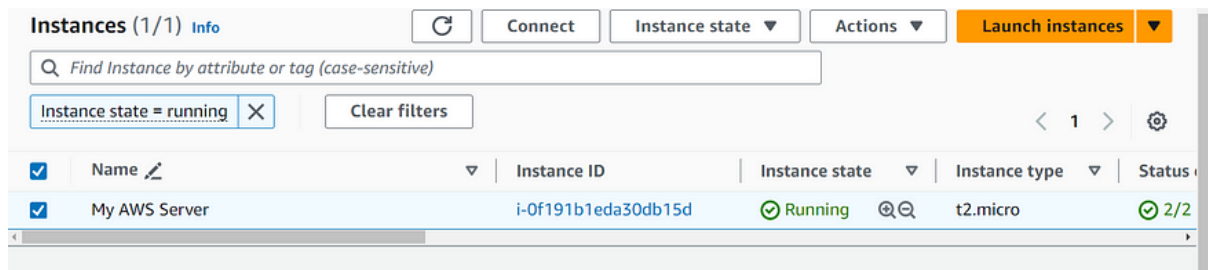 Instances (1/1) Info Connect Instance state Actions Launch instances
Find Instance by attribute or tag (case-sensitive)
Instance state = running Clear filters
1
Name Instance ID Instance state Instance type Status
My AWS Server i-0f191b1eda30db15d Running t2.micro 2/2